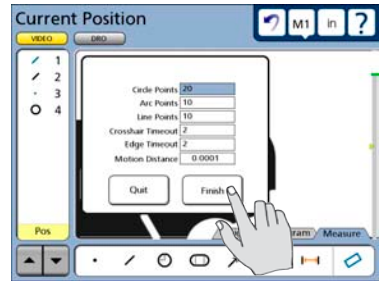 Current Position
M1 in ?
VIDEO DRO
1
2
3
4
Circle Points 20
Arc Points 10
Line Points 10
Crosshair Timeout 2
Edge Timeout 2
Motion Distance 0.0001
Quit Finish
Pos
Measure